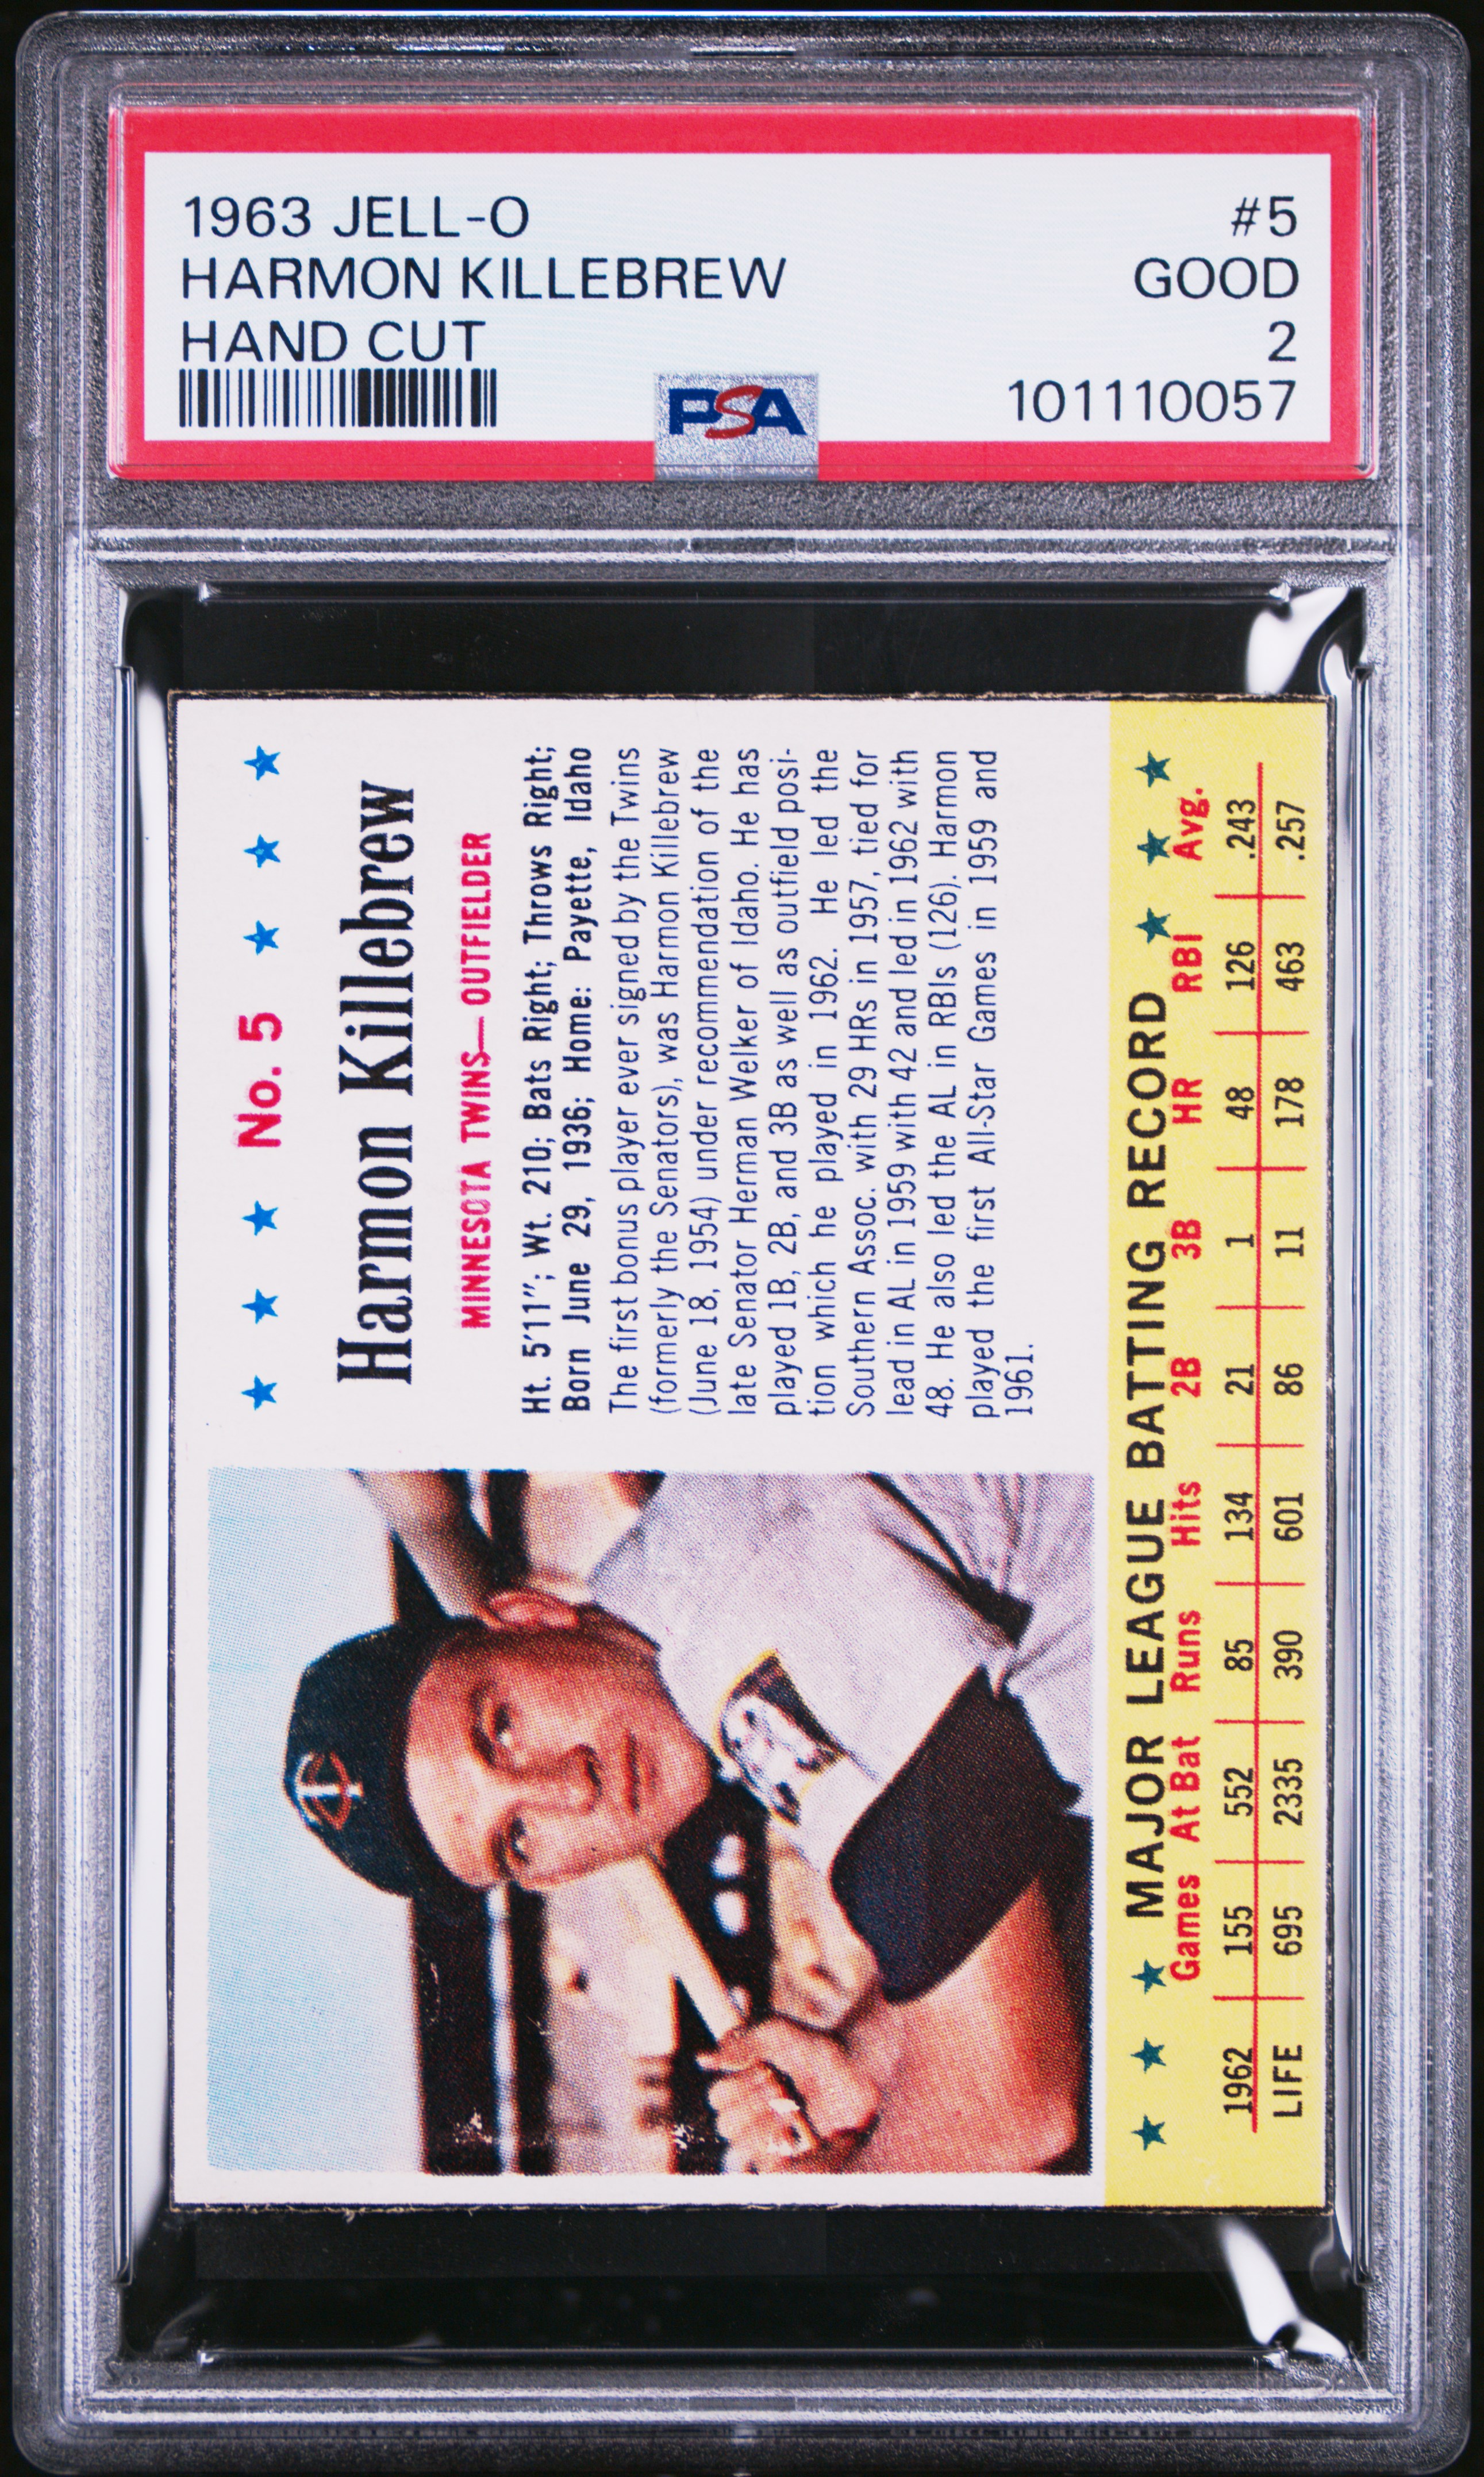 1963 JELL-O #5
HARMON KILLEBREW GOOD
HAND CUT 2
PSA 101110057
No. 5
Harmon Killebrew
MINNESOTA TWINS—OUTFIELDER
Ht. 5'11"; Wt. 210; Bats Right; Throws Right;
Born June 29, 1936; Home: Payette, Idaho
The first bonus player ever signed by the Twins
(formerly the Senators), was Harmon Killebrew
(June 18, 1954) under recommendation of the
late Senator Herman Welker of Idaho. He has
played 1B, 2B, and 3B as well as outfield posi-
tion which he played in 1962. He led the
Southern Assoc. with 29 HRs in 1957, tied for
lead in AL in 1959 with 42 and led in 1962 with
48. He also led the AL in RBIs (126). Harmon
played the first All-Star Games in 1959 and
1961.
TC
MAJOR LEAGUE BATTING RECORD
Games At Bat Runs Hits 2B 3B HR RBI Avg.
1962 155 552 85 134 21 1 48 126 .243
LIFE 695 2335 390 601 86 11 178 463 .257